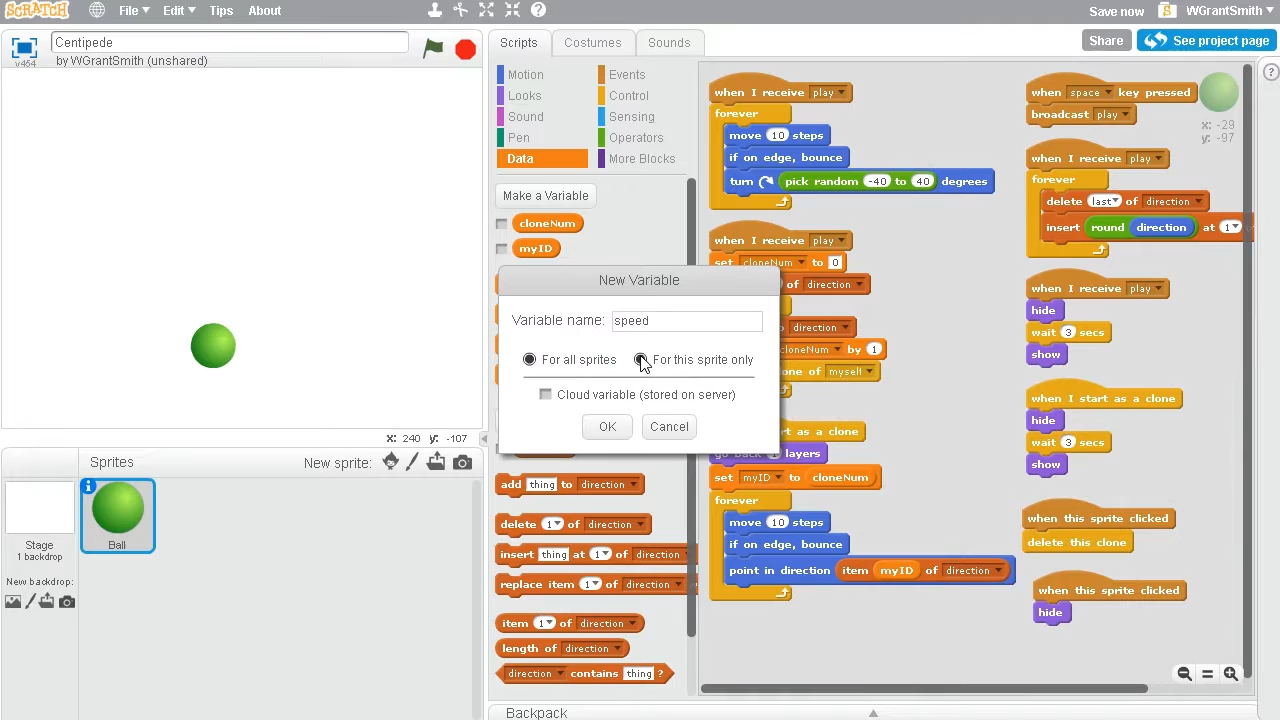 SCRATCH File Edit Tips About Save now WGrantSmith
v464 Centipede
by WGrantSmith (unshared)
Scripts Costumes Sounds Share See project page
Motion Events
Looks Control
Sound Sensing
Pen Operators
Data More Blocks
Make a Variable
cloneNum
myID
New Variable
Variable name: speed
For all sprites For this sprite only
Cloud variable (stored on server)
OK Cancel
add thing to direction
delete 1 of direction
insert thing at 1 of direction
replace item 1 of direction
item 1 of direction
length of direction
direction contains thing ?
when I receive play
forever
move 10 steps
if on edge, bounce
turn pick random -40 to 40 degrees
when I receive play
set cloneNum to 0
of direction
direction
cloneNum by 1
one of myself
rt as a clone
go back layers
set myID to cloneNum
forever
move 10 steps
if on edge, bounce
point in direction item myID of direction
when space key pressed
broadcast play
x: -29
y: -97
when I receive play
forever
delete last of direction
insert round direction at 1
when I receive play
hide
wait 3 secs
show
when I start as a clone
hide
wait 3 secs
show
when this sprite clicked
delete this clone
when this sprite clicked
hide
X: 240 y: -107
Sprites New sprite:
Stage
1 backdrop
New backdrop:
Ball
Backpack